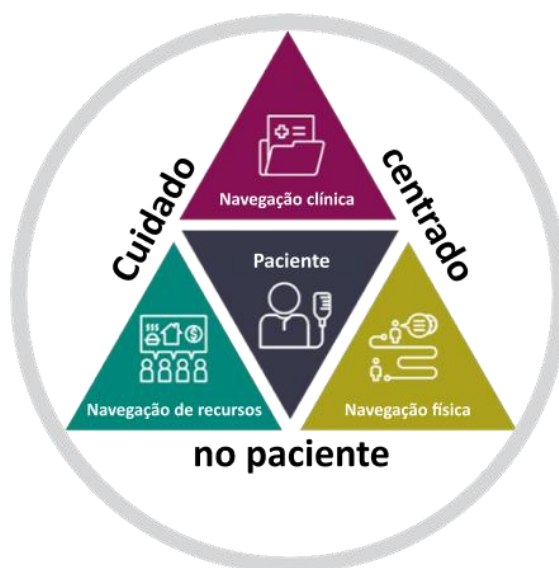 Cuidado
centrado
no paciente
Navegação clínica
Paciente
Navegação de recursos
Navegação física